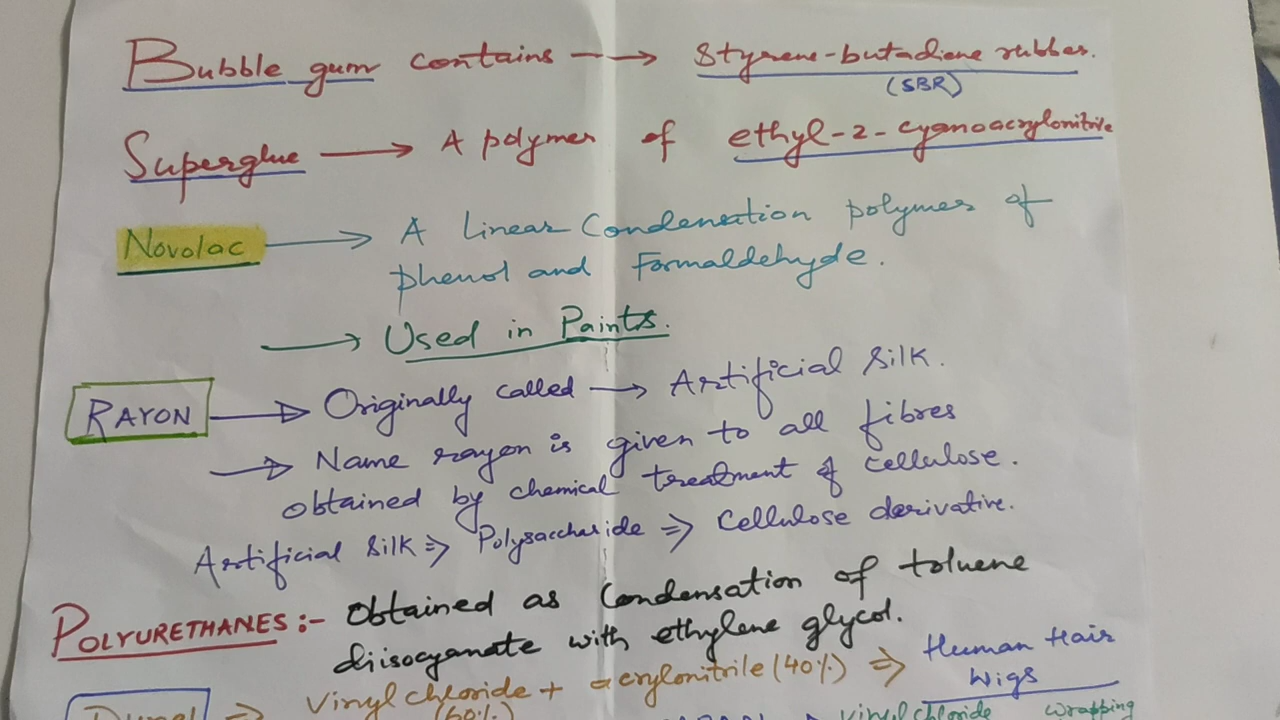 Bubble gum contains → Styrene-butadiene rubber.
(SBR)
Superglue → A polymer of ethyl-2-cyanoacrylonitrile
Novolac → A Linear Condensation polymer of
phenol and Formaldehyde.
→ Used in Paints.
RAYON → Originally called → Artificial Silk.
→ Name rayon is given to all fibres
obtained by chemical treatment of cellulose.
Artificial Silk ⇒ Polysaccharide ⇒ Cellulose derivative.
POLYURETHANES :- Obtained as Condensation of toluene
diisocyanate with ethylene glycol.
⇒ Vinyl chloride + acrylonitrile (40%) ⇒ Human Hair
(60%) Wigs
vinyl chloride wrapping